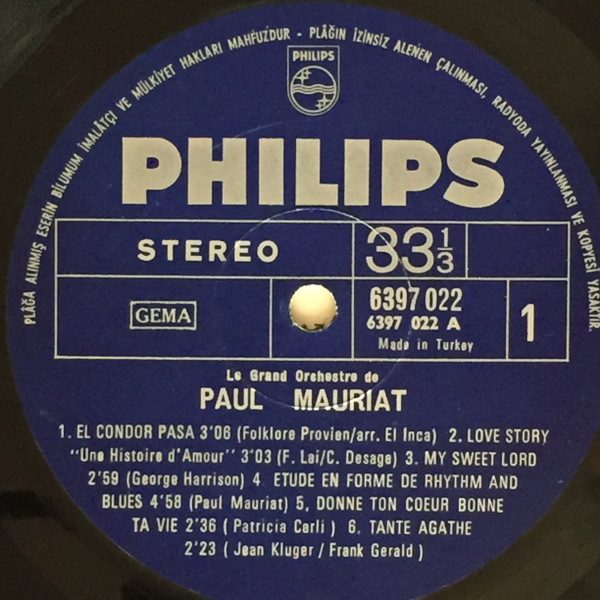 PLÂĞA ALINMIŞ ESERİN BİLUMUM İMALÂTÇI VE MÜLKİYET HAKLARI MAHFUZDUR - PLÂĞIN İZİNSİZ ALENEN ÇALINMASI, RADYODA YAYINLANMASI VE KOPYESİ YASAKTIR.
PHILIPS
PHILIPS
STEREO
33 1/3
GEMA
6397 022
6397 022 A
Made in Turkey
1
Le Grand Orchestre de
PAUL MAURIAT
1. EL CONDOR PASA 3'06 (Folklore Provien/arr. El Inca) 2. LOVE STORY
"Une Histoire d'Amour" 3'03 (F. Lai/C. Desage) 3. MY SWEET LORD
2'59 (George Harrison) 4. ETUDE EN FORME DE RHYTHM AND
BLUES 4'58 (Paul Mauriat) 5. DONNE TON COEUR BONNE
TA VIE 2'36 ( Patricia Carli ) 6. TANTE AGATHE
2'23 ( Jean Kluger / Frank Gerald )